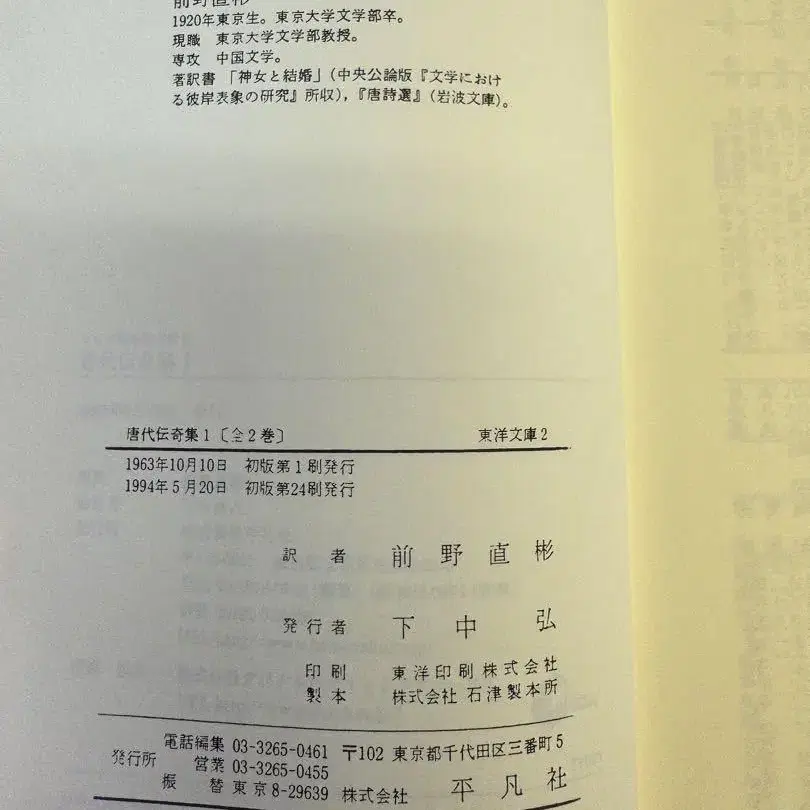 前野直彬
1920年東京生。東京大学文学部卒。
現職　東京大学文学部教授。
専攻　中国文学。
著訳書　「神女と結婚」（中央公論版『文学におけ
る彼岸表象の研究』所収），『唐詩選』（岩波文庫）。
唐代伝奇集1〔全2巻〕　東洋文庫2
1963年10月10日　初版第1刷発行
1994年5月20日　初版第24刷発行
訳者　前野直彬
発行者　下中弘
印刷　東洋印刷株式会社
製本　株式会社 石津製本所
発行所　電話編集 03-3265-0461　〒102 東京都千代田区三番町5
営業 03-3265-0455
振替 東京8-29639　株式会社 平凡社